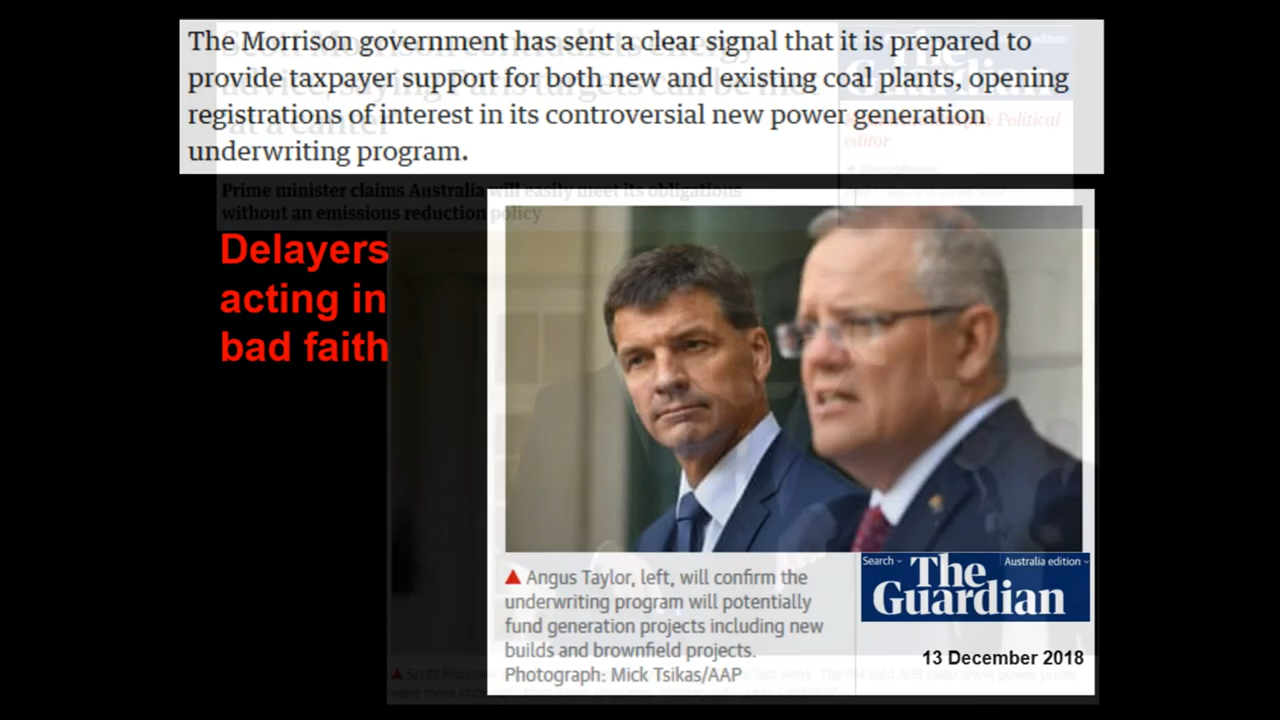 The Morrison government has sent a clear signal that it is prepared to
provide taxpayer support for both new and existing coal plants, opening
registrations of interest in its controversial new power generation
underwriting program.
Prime minister claims Australia will easily meet its obligations
without an emissions reduction policy
Delayers
acting in
bad faith
▲ Angus Taylor, left, will confirm the
underwriting program will potentially
fund generation projects including new
builds and brownfield projects.
Photograph: Mick Tsikas/AAP
Search
Australia edition
The
Guardian
13 December 2018